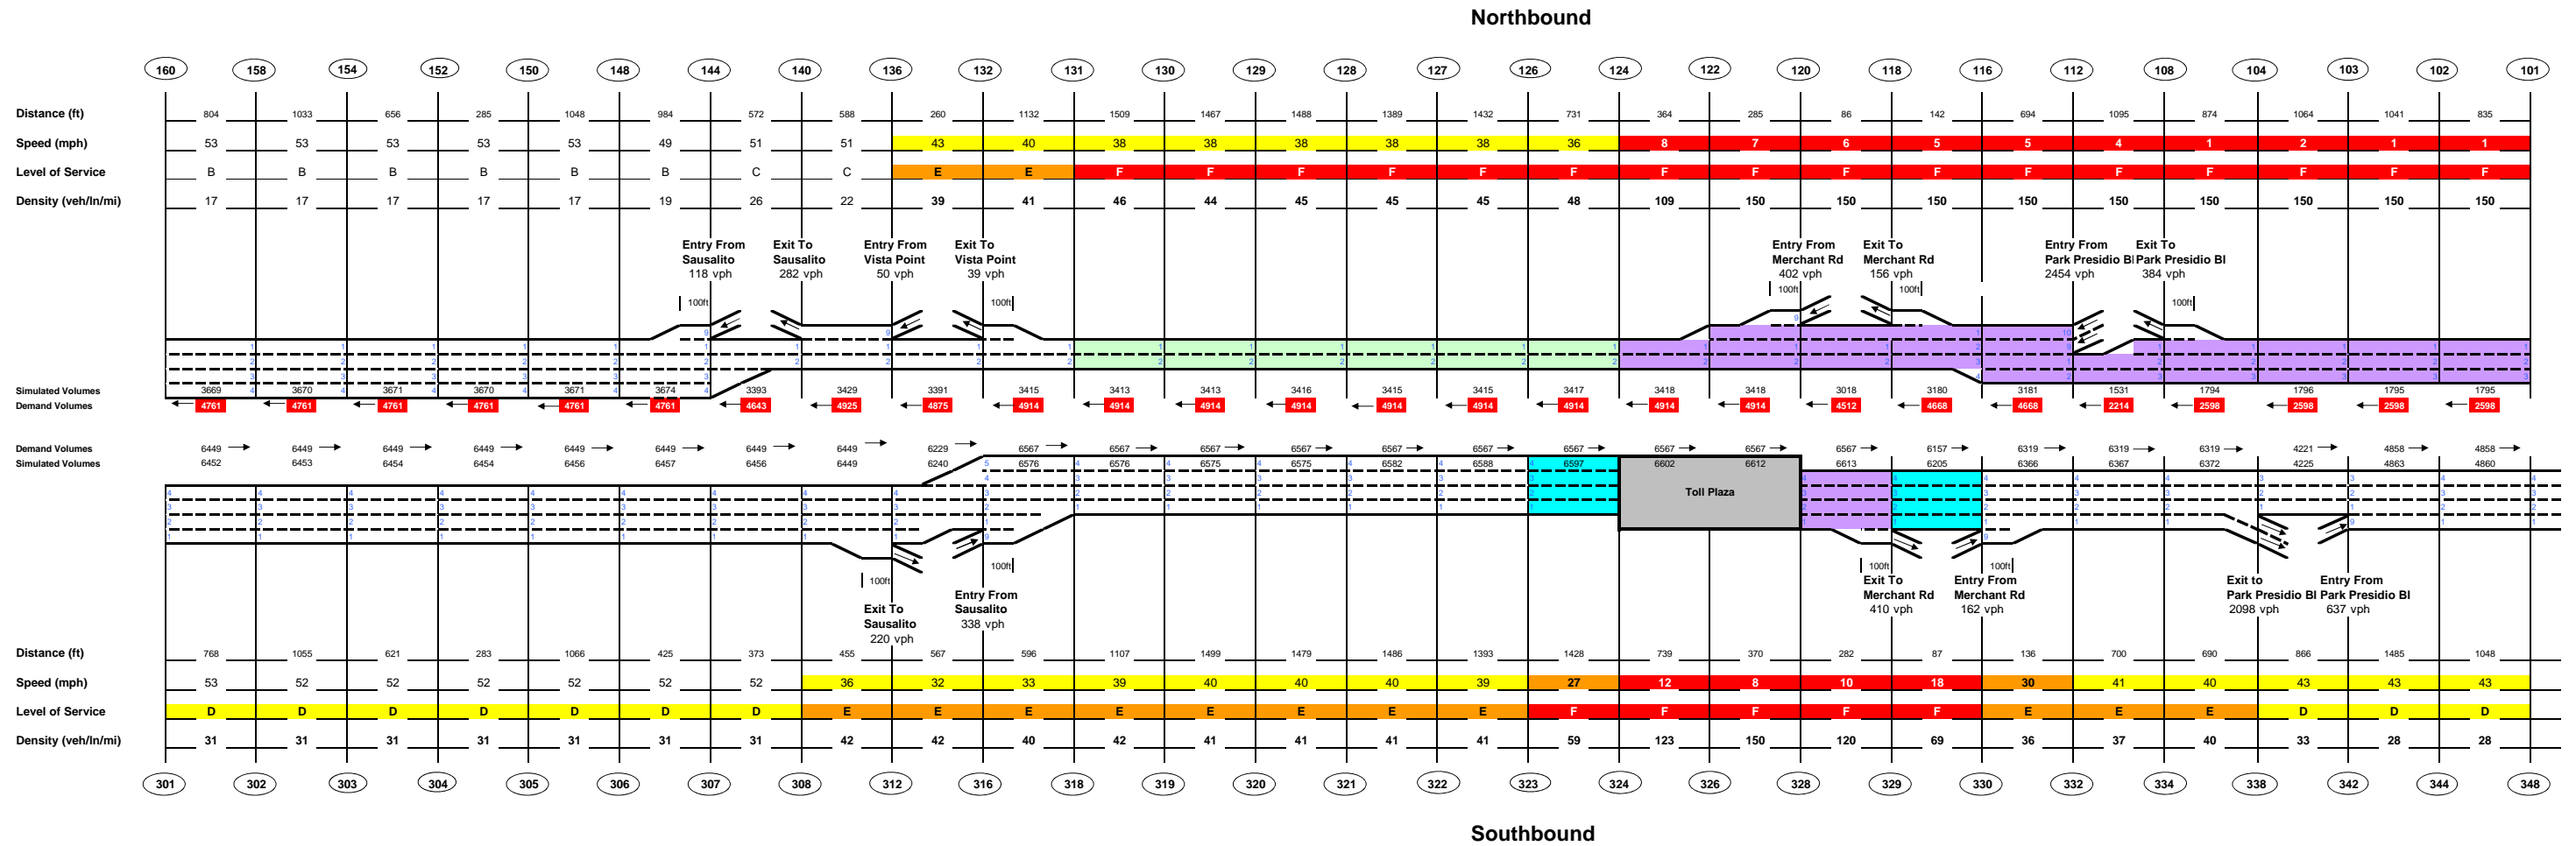 Northbound
160 158 154 152 150 148 144 140 136 132 131 130 129 128 127 126 124 122 120 118 116 112 108 104 103 102 101
Distance (ft) 804 1033 656 285 1048 984 572 588 260 1132 1509 1467 1488 1389 1432 731 364 285 86 142 694 1095 874 1064 1041 835
Speed (mph) 53 53 53 53 53 49 51 51 43 40 38 38 38 38 38 36 8 7 6 5 5 4 1 2 1 1
Level of Service B B B B B B C C E E F F F F F F F F F F F F F F F F
Density (veh/ln/mi) 17 17 17 17 17 19 26 22 39 41 46 44 45 45 45 48 109 150 150 150 150 150 150 150 150 150
Entry From Exit To Entry From Exit To Entry From Exit To Entry From Exit To
Sausalito Sausalito Vista Point Vista Point Merchant Rd Merchant Rd Park Presidio Bl Park Presidio Bl
118 vph 282 vph 50 vph 39 vph 402 vph 156 vph 2454 vph 384 vph
100ft 100ft 100ft 100ft 100ft
Simulated Volumes 3669 3670 3671 3670 3671 3674 3393 3429 3391 3415 3413 3413 3416 3415 3415 3417 3418 3418 3018 3180 3181 1531 1794 1796 1795 1795
Demand Volumes 4761 4761 4761 4761 4761 4761 4643 4925 4875 4914 4914 4914 4914 4914 4914 4914 4914 4914 4512 4668 4668 2214 2598 2598 2598 2598
Demand Volumes 6449 6449 6449 6449 6449 6449 6449 6449 6229 6567 6567 6567 6567 6567 6567 6567 6567 6567 6567 6157 6319 6319 6319 4221 4858 4858
Simulated Volumes 6452 6453 6454 6454 6456 6457 6456 6449 6240 6576 6576 6575 6575 6582 6588 6597 6602 6612 6613 6205 6366 6367 6372 4225 4863 4860
Toll Plaza
100ft 100ft 100ft 100ft
Exit To Entry From Exit To Entry From Exit to Entry From
Sausalito Sausalito Merchant Rd Merchant Rd Park Presidio Bl Park Presidio Bl
220 vph 338 vph 410 vph 162 vph 2098 vph 637 vph
Distance (ft) 768 1055 621 283 1066 425 373 455 567 596 1107 1499 1479 1486 1393 1428 739 370 282 87 136 700 690 866 1485 1048
Speed (mph) 53 52 52 52 52 52 52 36 32 33 39 40 40 40 39 27 12 8 10 18 30 41 40 43 43 43
Level of Service D D D D D D D E E E E E E E E F F F F F E E E D D D
Density (veh/ln/mi) 31 31 31 31 31 31 31 42 42 40 42 41 41 41 41 59 123 150 120 69 36 37 40 33 28 28
301 302 303 304 305 306 307 308 312 316 318 319 320 321 322 323 324 326 328 329 330 332 334 338 342 344 348
Southbound